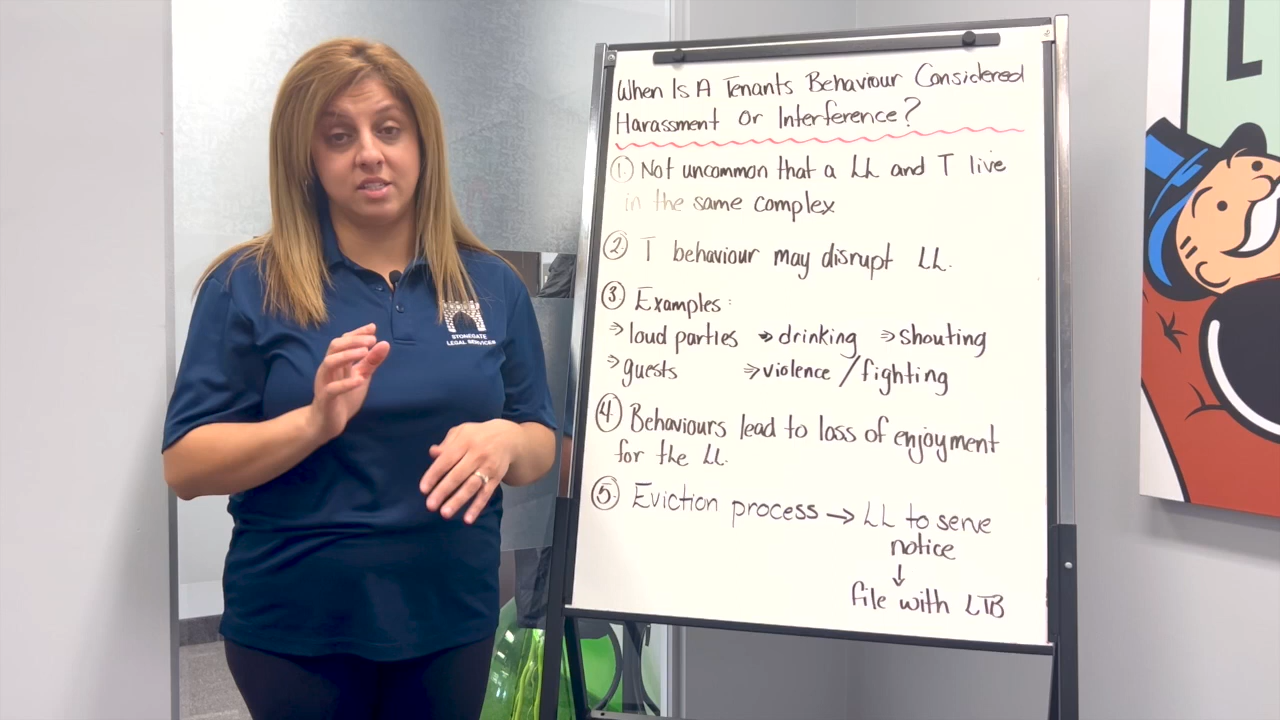 When Is A Tenants Behaviour Considered
Harassment Or Interference?
1. Not uncommon that a LL and T live
in the same complex
2. T behaviour may disrupt LL.
3. Examples:
⇒ loud parties ⇒ drinking ⇒ shouting
⇒ guests ⇒ violence / fighting
4. Behaviours lead to loss of enjoyment
for the LL.
5. Eviction process → LL to serve
notice
↓
file with LTB
STONEGATE
LEGAL SERVICES